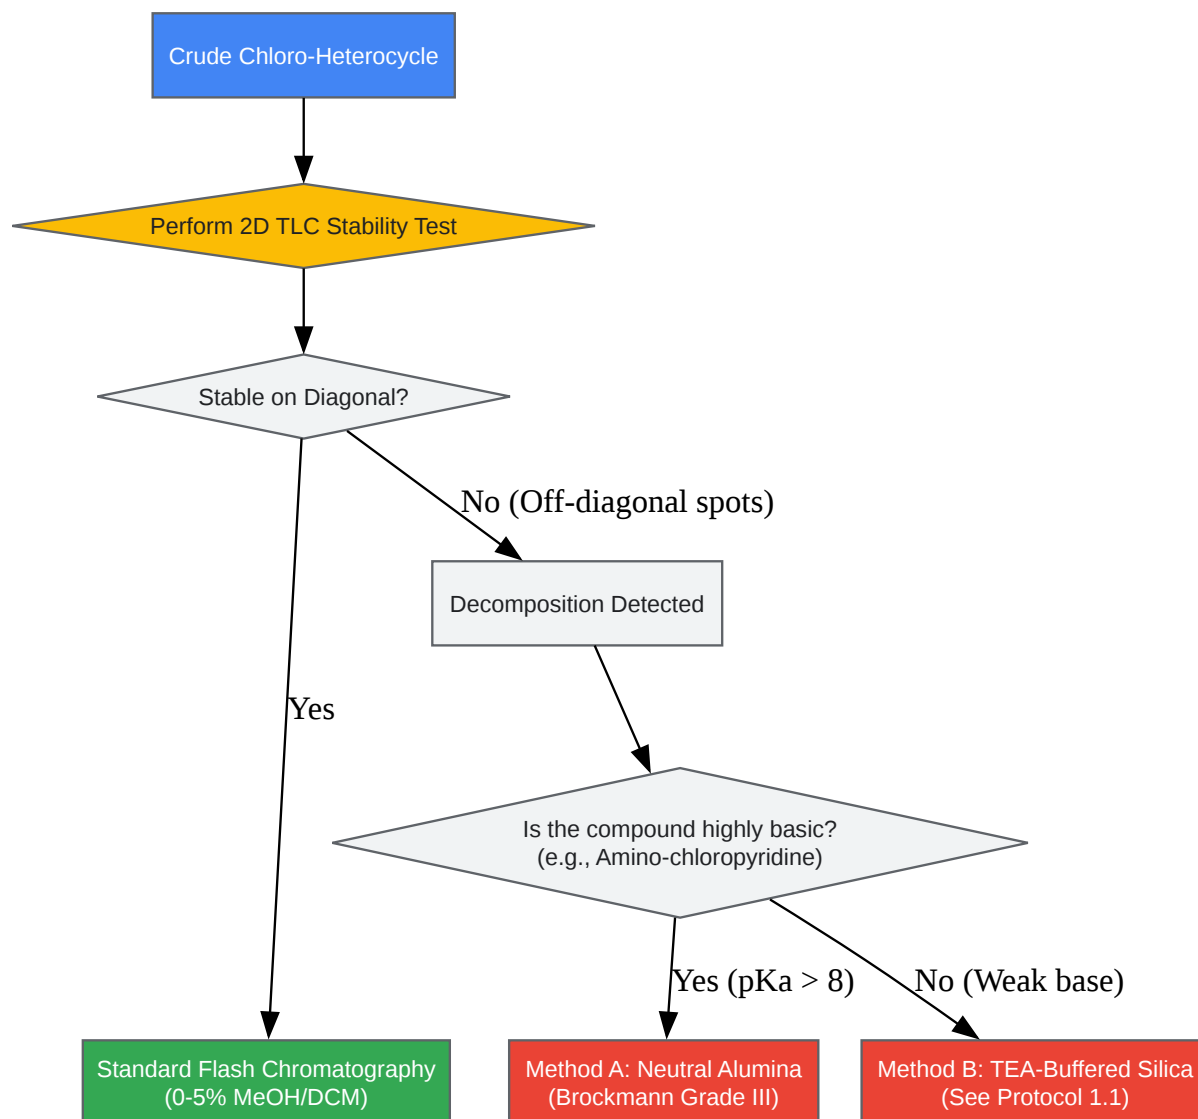 Crude Chloro-Heterocycle
Perform 2D TLC Stability Test
Stable on Diagonal?
No (Off-diagonal spots)
Decomposition Detected
Yes
Is the compound highly basic?
(e.g., Amino-chloropyridine)
Yes (pKa > 8)
No (Weak base)
Standard Flash Chromatography
(0-5% MeOH/DCM)
Method A: Neutral Alumina
(Brockmann Grade III)
Method B: TEA-Buffered Silica
(See Protocol 1.1)